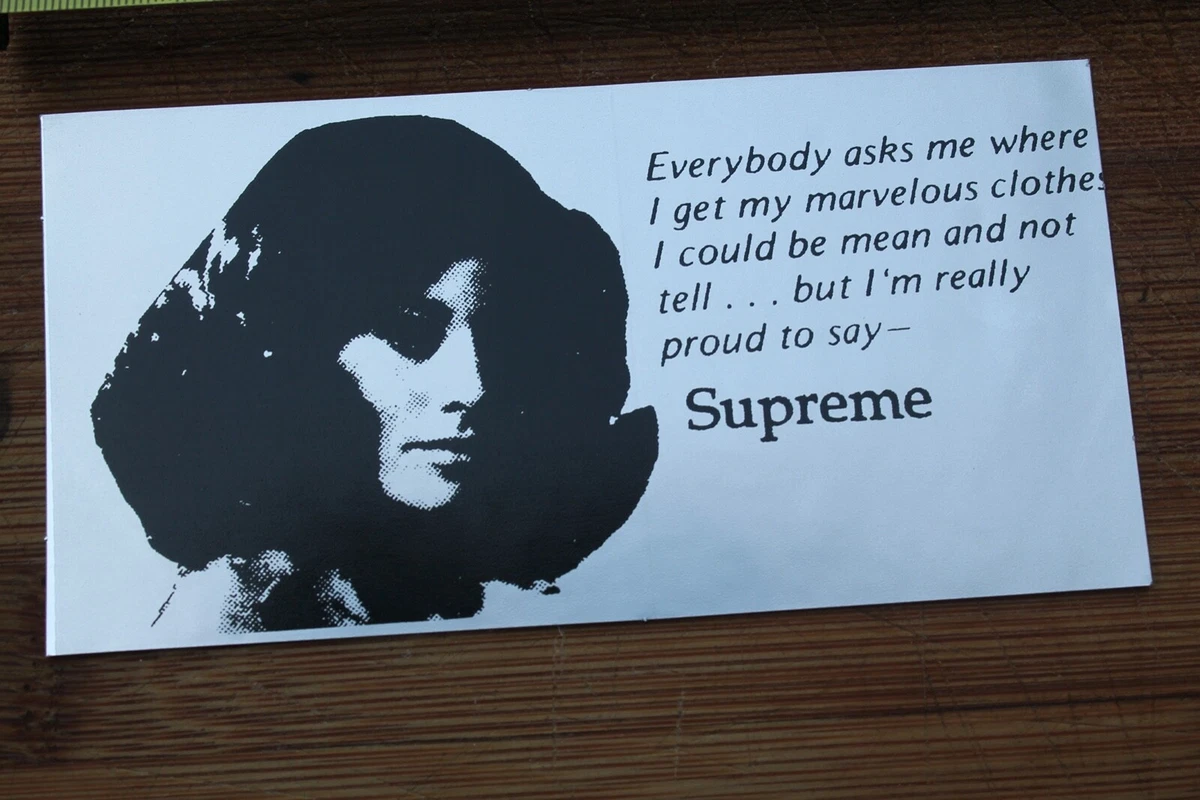 Everybody asks me where
I get my marvelous clothes
I could be mean and not
tell . . . but I'm really
proud to say—
Supreme